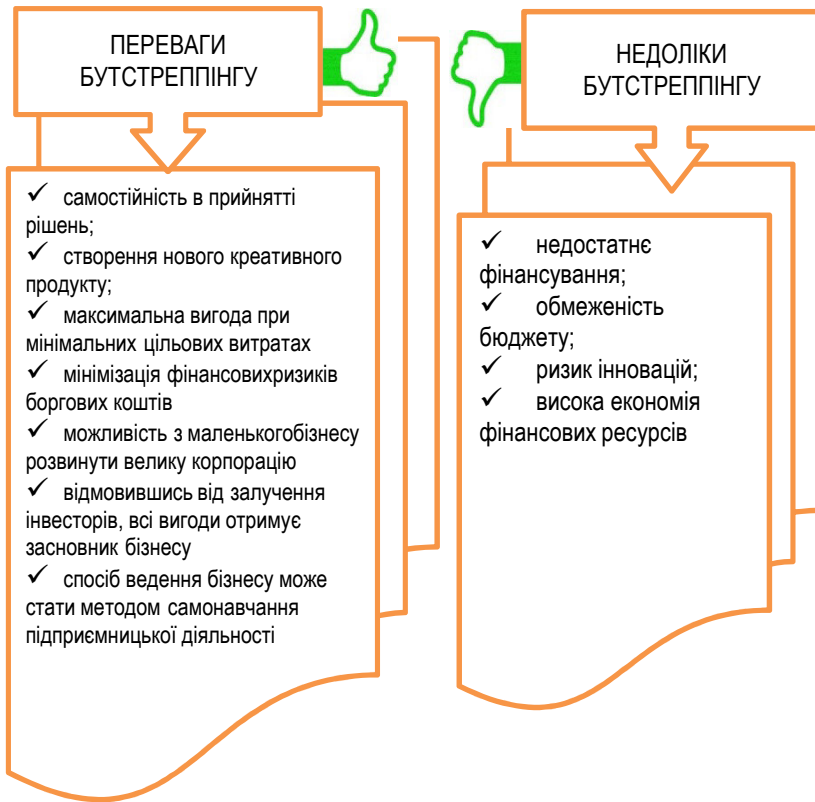 ПЕРЕВАГИ
БУТСТРЕППІНГУ
✓ самостійність в прийнятті
рішень;
✓ створення нового креативного
продукту;
✓ максимальна вигода при
мінімальних цільових витратах
✓ мінімізація фінансовихризиків
боргових коштів
✓ можливість з маленькогобізнесу
розвинути велику корпорацію
✓ відмовившись від залучення
інвесторів, всі вигоди отримує
засновник бізнесу
✓ спосіб ведення бізнесу може
стати методом самонавчання
підприємницької діяльності
НЕДОЛІКИ
БУТСТРЕППІНГУ
✓ недостатнє
фінансування;
✓ обмеженість
бюджету;
✓ ризик інновацій;
✓ висока економія
фінансових ресурсів